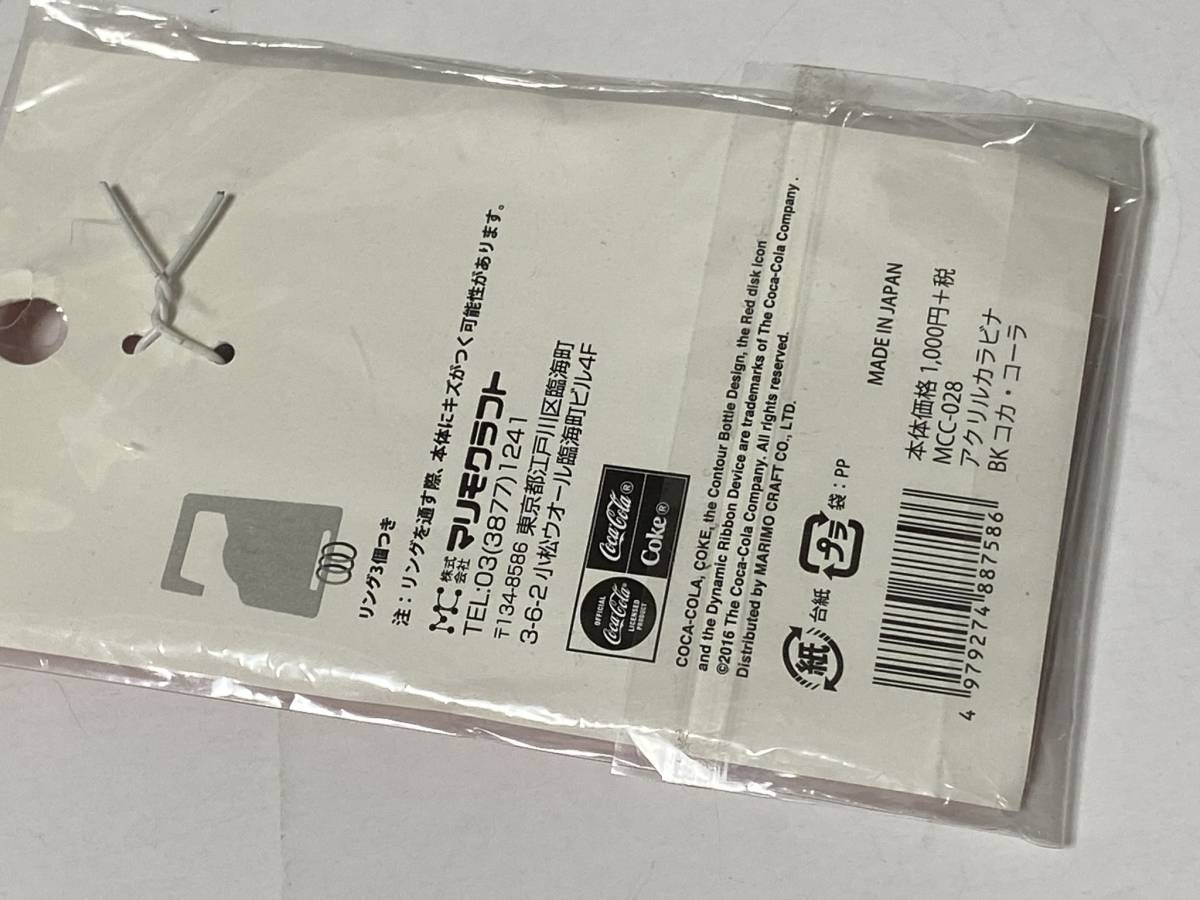 リング3個つき
注：リングを通す際、本体にキズがつく可能性があります。
株式会社 マリモクラフト
TEL:03(3877)1241
〒134-8586 東京都江戸川区臨海町
3-6-2 小松ウオール臨海町ビル4F
OFFICIAL
Coca-Cola®
LICENSED
PRODUCT
Coca-Cola®
Coke®
COCA-COLA, COKE, the Contour Bottle Design, the Red disk Icon
and the Dynamic Ribbon Device are trademarks of The Coca-Cola Company.
©2016 The Coca-Cola Company. All rights reserved.
Distributed by MARIMO CRAFT CO., LTD.
紙 台紙
プラ 袋：PP
MADE IN JAPAN
本体価格 1,000円＋税
MCC-028
アクリルカラビナ
BK コカ・コーラ
4 979274 887586